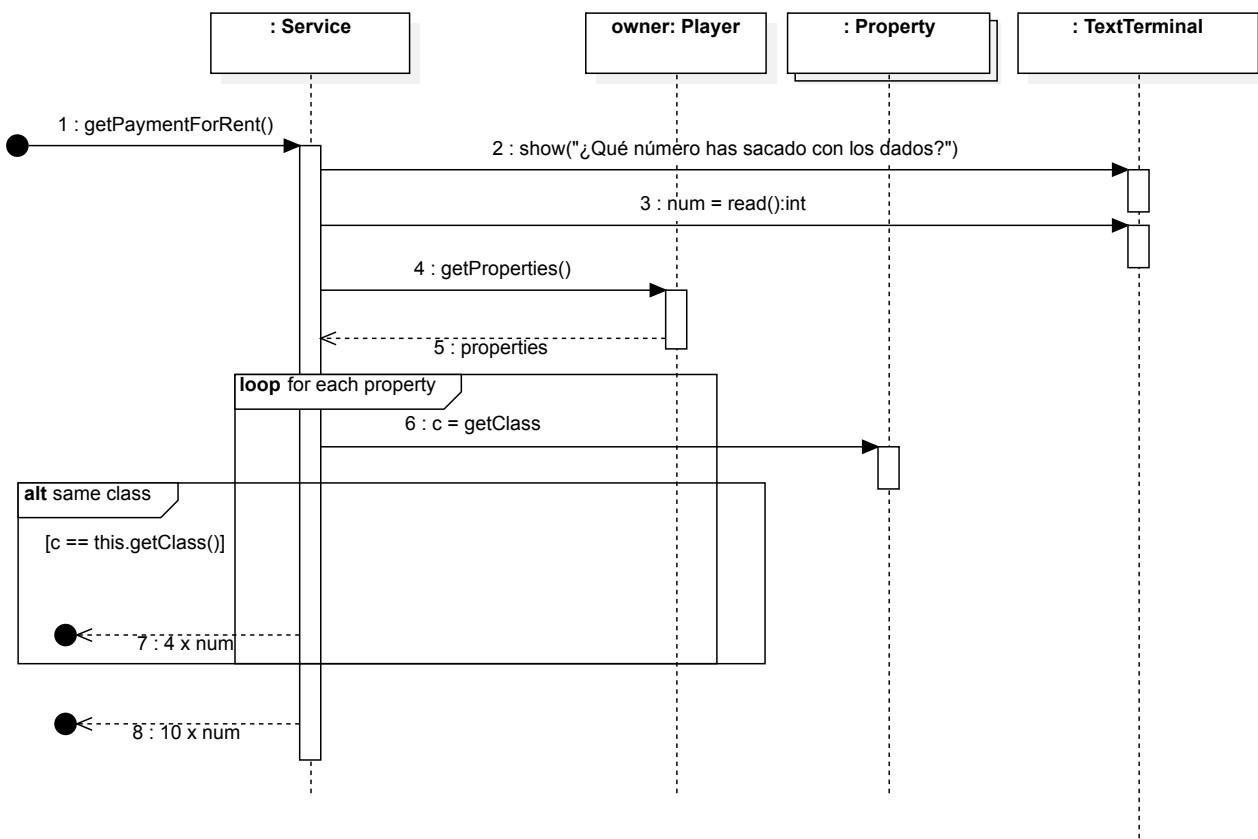 : Service
owner: Player
: Property
: TextTerminal
1 : getPaymentForRent()
2 : show("¿Qué número has sacado con los dados?")
3 : num = read():int
4 : getProperties()
5 : properties
loop for each property
6 : c = getClass
alt same class
[c == this.getClass()]
7 : 4 x num
8 : 10 x num